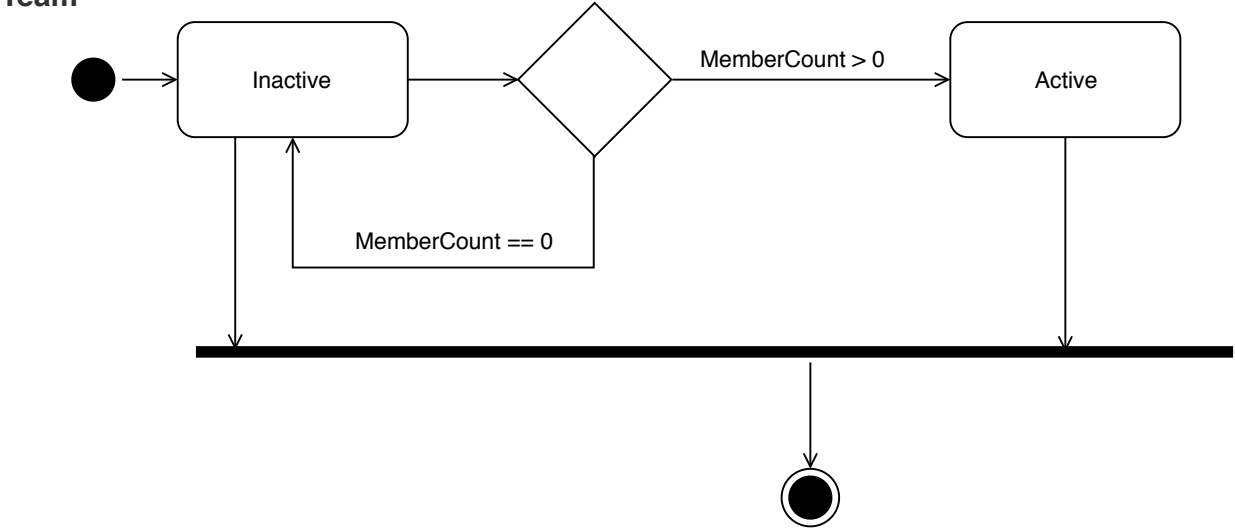 Team
MemberCount > 0
Inactive
Active
MemberCount == 0